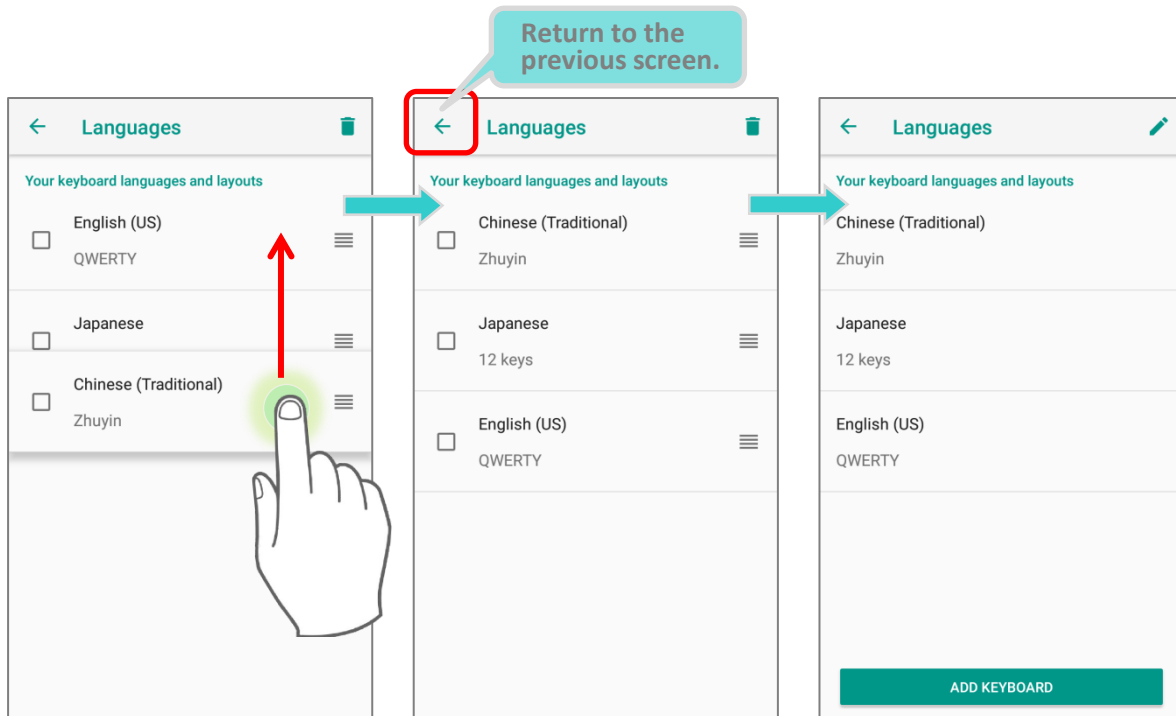 Return to the
previous screen.
Languages
Your keyboard languages and layouts
English (US)
QWERTY
Japanese
Chinese (Traditional)
Zhuyin
Languages
Your keyboard languages and layouts
Chinese (Traditional)
Zhuyin
Japanese
12 keys
English (US)
QWERTY
Languages
Your keyboard languages and layouts
Chinese (Traditional)
Zhuyin
Japanese
12 keys
English (US)
QWERTY
ADD KEYBOARD